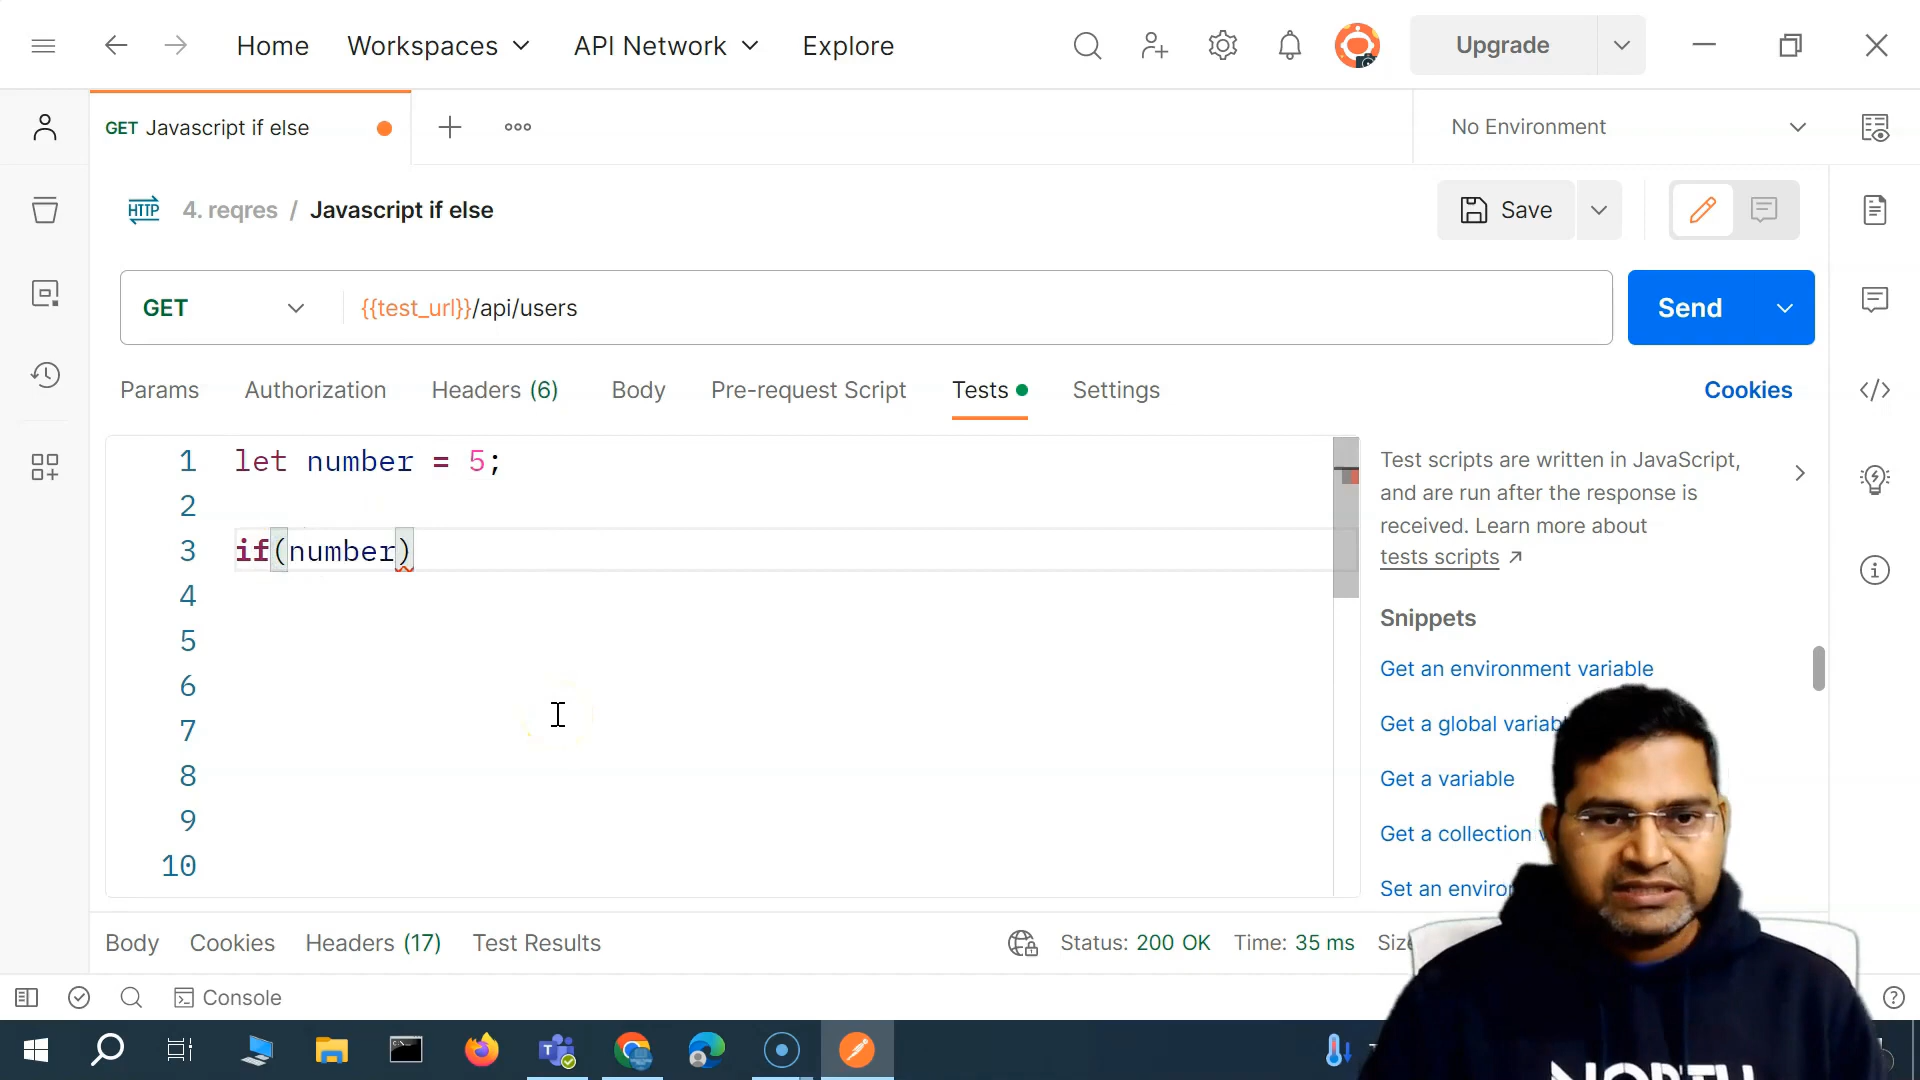 Home Workspaces API Network Explore Upgrade
GET Javascript if else No Environment
HTTP 4. reqres / Javascript if else Save
GET {{test_url}}/api/users Send
Params Authorization Headers (6) Body Pre-request Script Tests Settings Cookies
1 let number = 5;
2
3 if(number)
4
5
6
7
8
9
10
Test scripts are written in JavaScript,
and are run after the response is
received. Learn more about
tests scripts
Snippets
Get an environment variable
Get a global
Get a variable
Get a collection
Set an
Body Cookies Headers (17) Test Results Status: 200 OK Time: 35 ms
Console